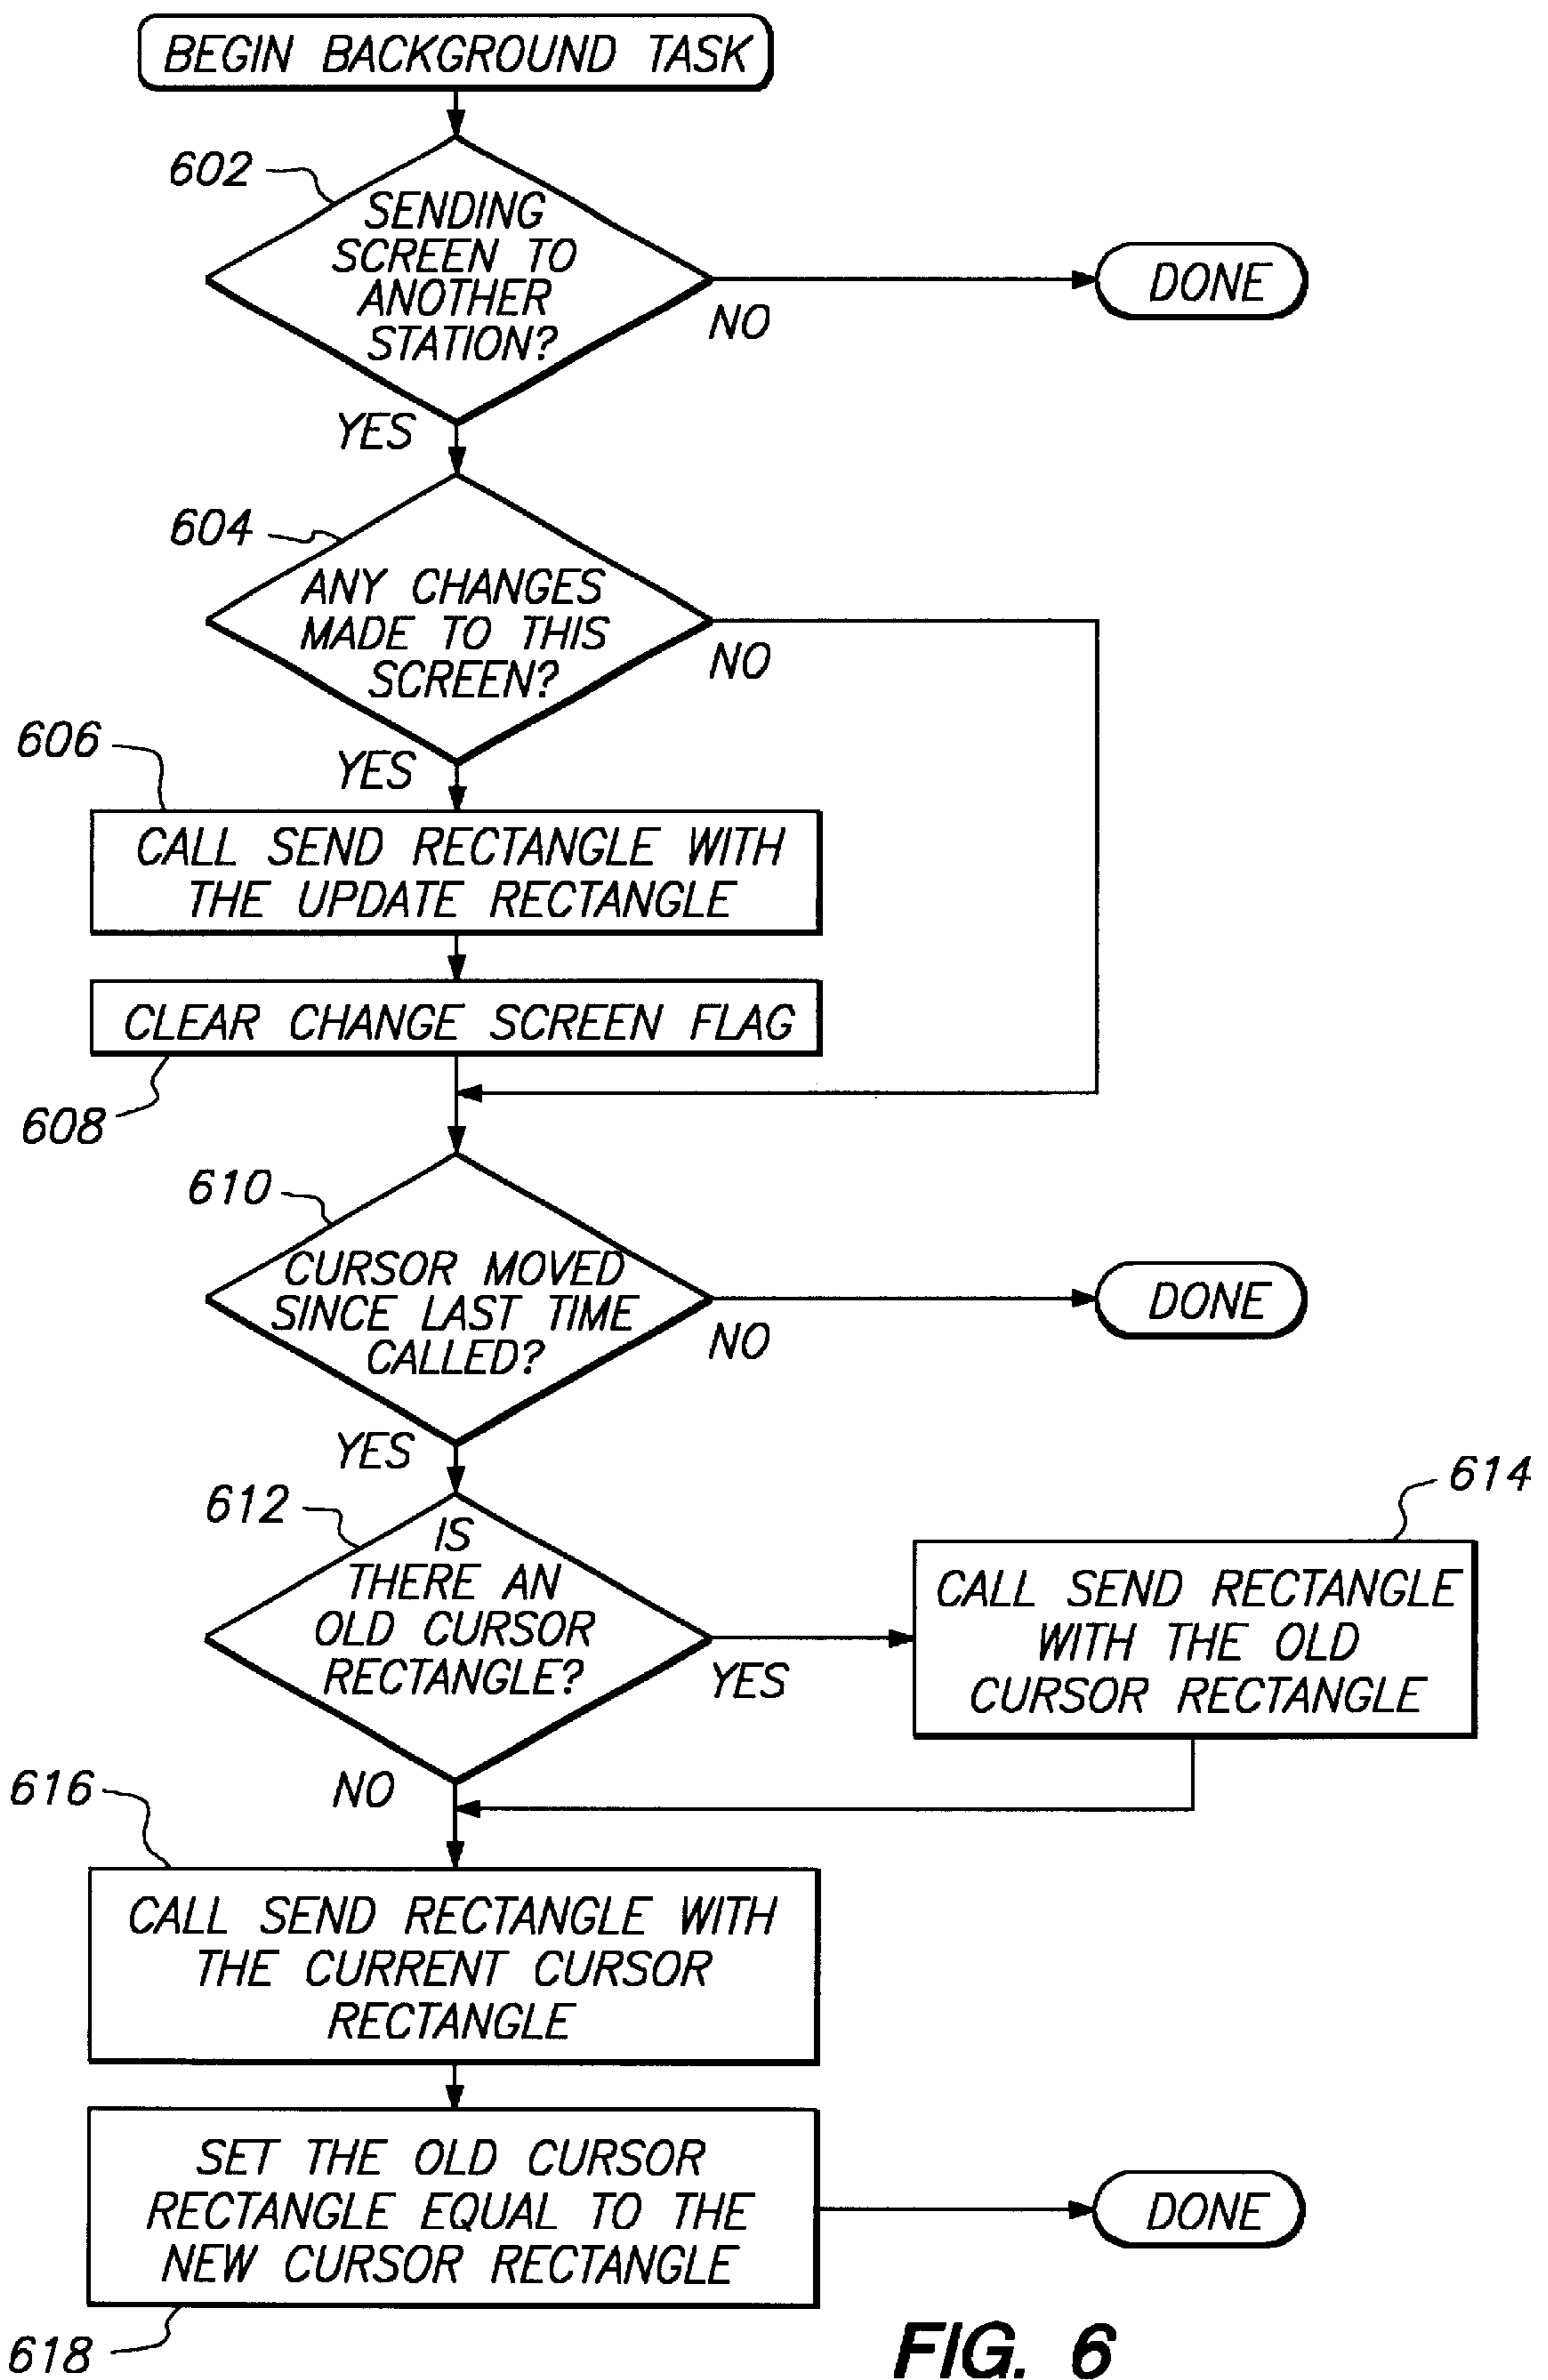 BEGIN BACKGROUND TASK
602
SENDING
SCREEN TO
ANOTHER
STATION?
NO
DONE
YES
604
ANY CHANGES
MADE TO THIS
SCREEN?
NO
YES
606
CALL SEND RECTANGLE WITH
THE UPDATE RECTANGLE
CLEAR CHANGE SCREEN FLAG
608
610
CURSOR MOVED
SINCE LAST TIME
CALLED?
NO
DONE
YES
612
IS
THERE AN
OLD CURSOR
RECTANGLE?
YES
614
CALL SEND RECTANGLE
WITH THE OLD
CURSOR RECTANGLE
NO
616
CALL SEND RECTANGLE WITH
THE CURRENT CURSOR
RECTANGLE
SET THE OLD CURSOR
RECTANGLE EQUAL TO THE
NEW CURSOR RECTANGLE
DONE
618
FIG. 6